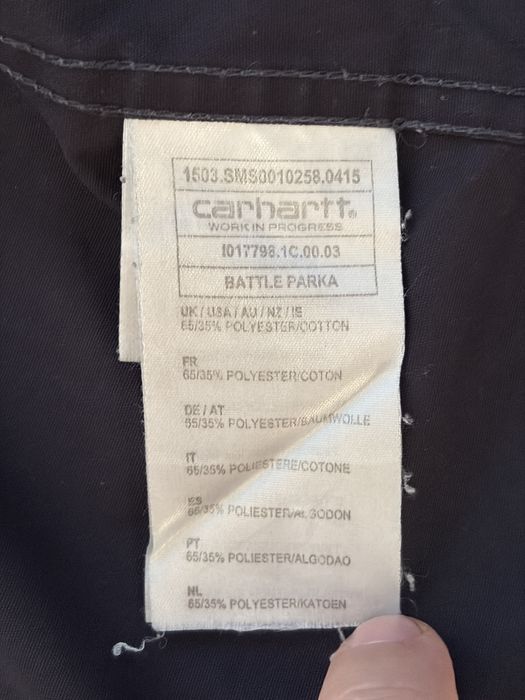 1503.SMS0010258.0415
carhartt®
WORK IN PROGRESS
I017798.1C.00.03
BATTLE PARKA
UK / USA / AU / NZ / IE
65/35% POLYESTER/COTTON
FR
65/35% POLYESTER/COTON
DE / AT
65/35% POLYESTER/BAUMWOLLE
IT
65/35% POLIESTERE/COTONE
ES
65/35% POLIESTER/ALGODON
PT
65/35% POLIESTER/ALGODAO
NL
65/35% POLYESTER/KATOEN